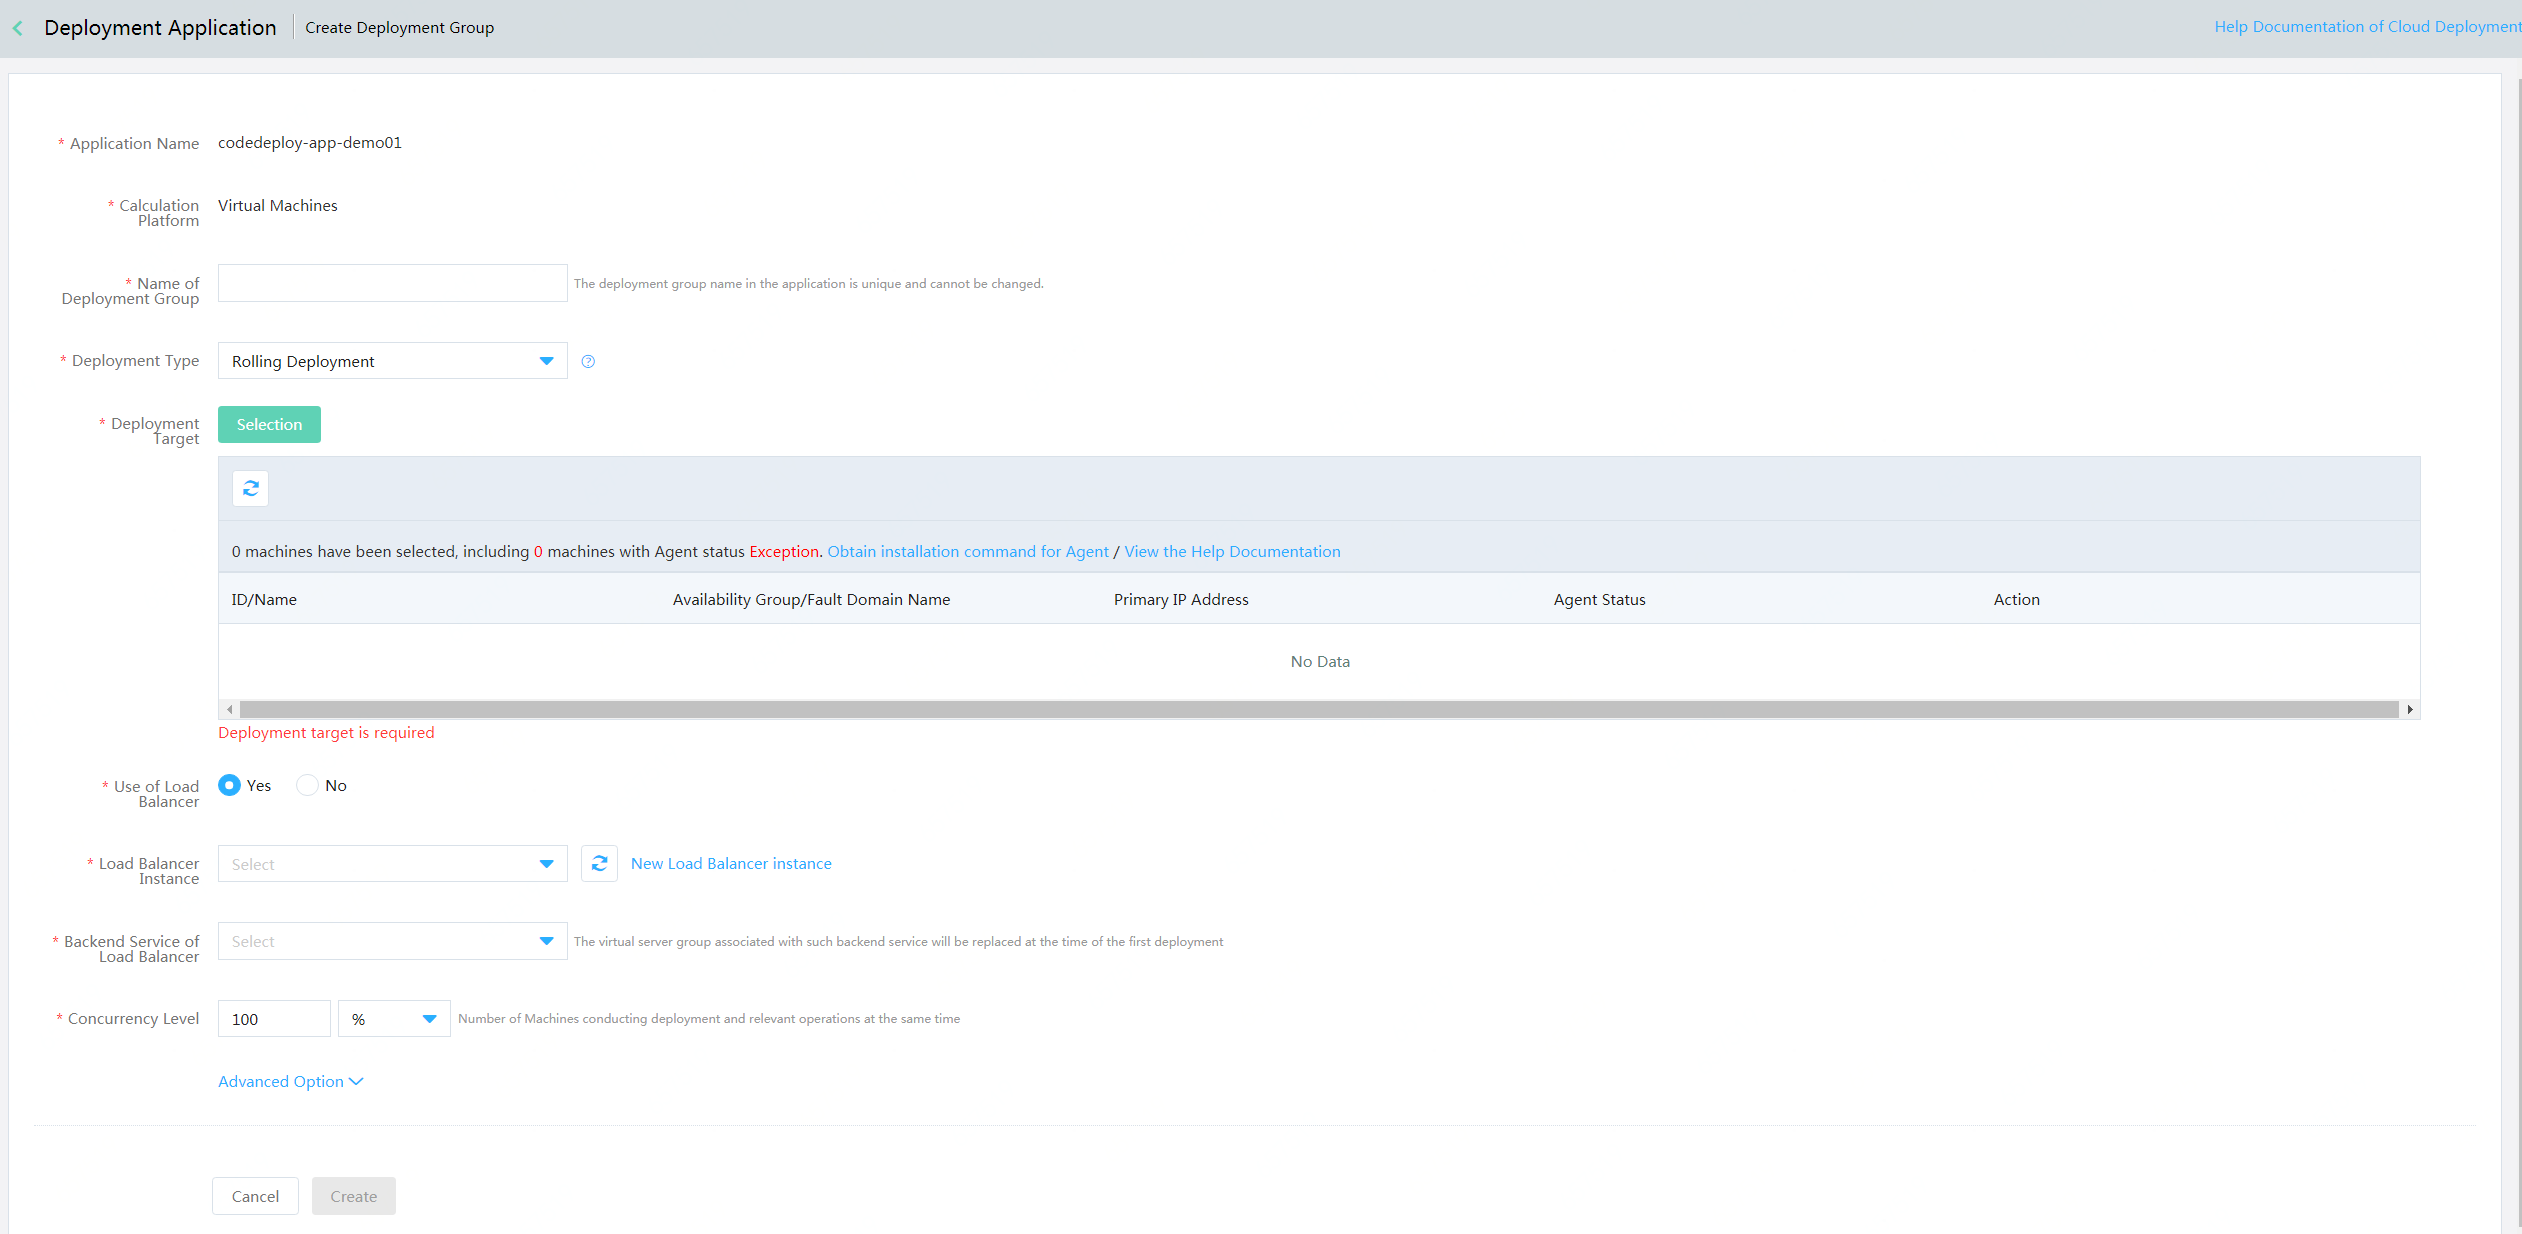 Deployment Application
Create Deployment Group
Help Documentation of Cloud Deployment
* Application Name
codedeploy-app-demo01
* Calculation
Platform
Virtual Machines
* Name of
Deployment Group
The deployment group name in the application is unique and cannot be changed.
* Deployment Type
Rolling Deployment
* Deployment
Target
Selection
0 machines have been selected, including 0 machines with Agent status Exception. Obtain installation command for Agent / View the Help Documentation
ID/Name
Availability Group/Fault Domain Name
Primary IP Address
Agent Status
Action
No Data
Deployment target is required
* Use of Load
Balancer
Yes
No
* Load Balancer
Instance
Select
New Load Balancer instance
* Backend Service of
Load Balancer
Select
The virtual server group associated with such backend service will be replaced at the time of the first deployment
* Concurrency Level
100
%
Number of Machines conducting deployment and relevant operations at the same time
Advanced Option
Cancel
Create